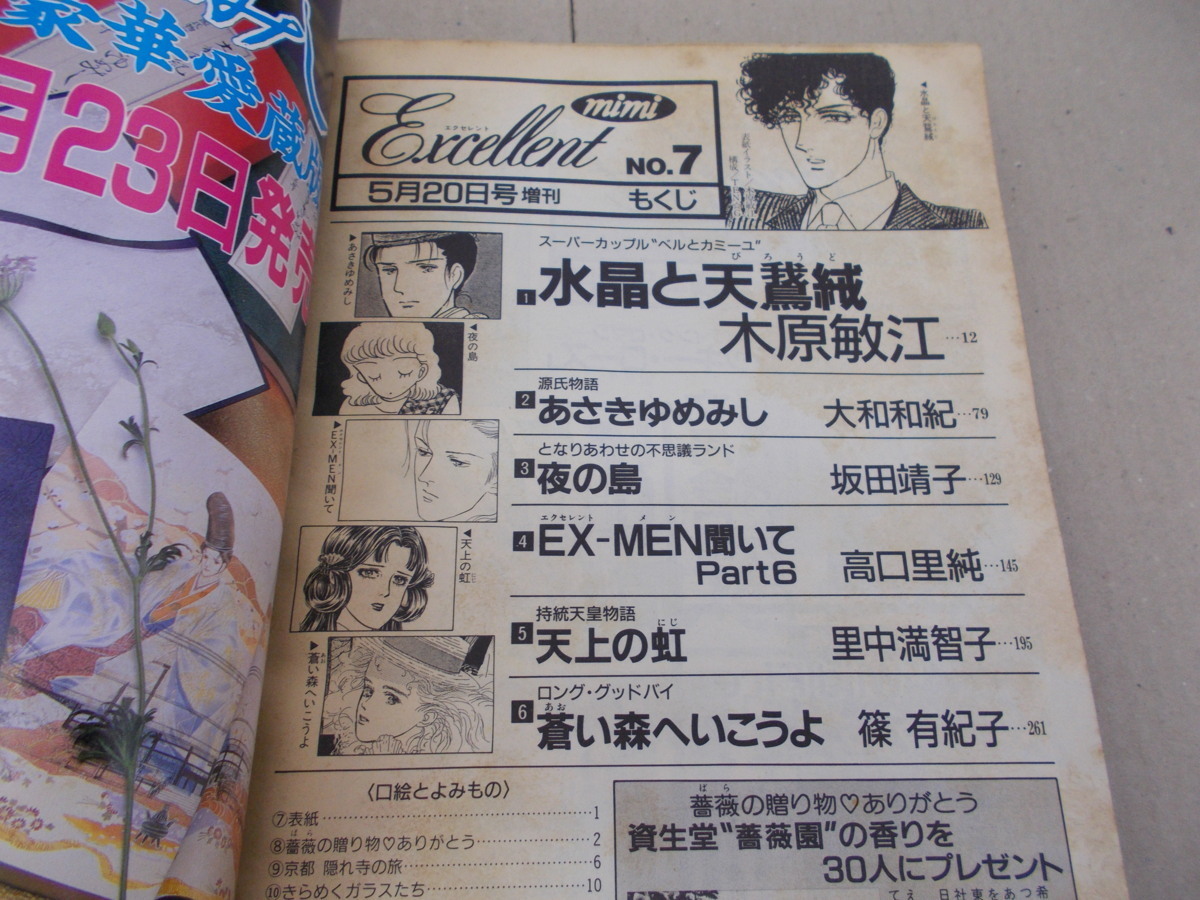 豪華愛蔵版
月23日発売
Excellent
エクセレント
mimi
NO.7
5月20日号増刊 もくじ
◀水晶と天鵞絨
▶あさきゆめみし
◀夜の島
▶EX-MEN聞いて
◀天上の虹
▶蒼い森へいこうよ
スーパーカップル"ベルとカミーユ"
びろうど
1 水晶と天鵞絨
木原敏江…12
源氏物語
2 あさきゆめみし 大和和紀…79
となりあわせの不思議ランド
3 夜の島 坂田靖子…129
エクセレント メン
4 EX-MEN聞いて
Part6 高口里純…145
持統天皇物語
にじ
5 天上の虹 里中満智子…195
ロング・グッドバイ
あお
6 蒼い森へいこうよ 篠 有紀子…261
〈口絵とよみもの〉
⑦表紙…1
ばら
⑧薔薇の贈り物♡ありがとう…2
⑨京都 隠れ寺の旅…6
⑩きらめくガラスたち…10
ばら
薔薇の贈り物♡ありがとう
資生堂"薔薇園"の香りを
30人にプレゼント